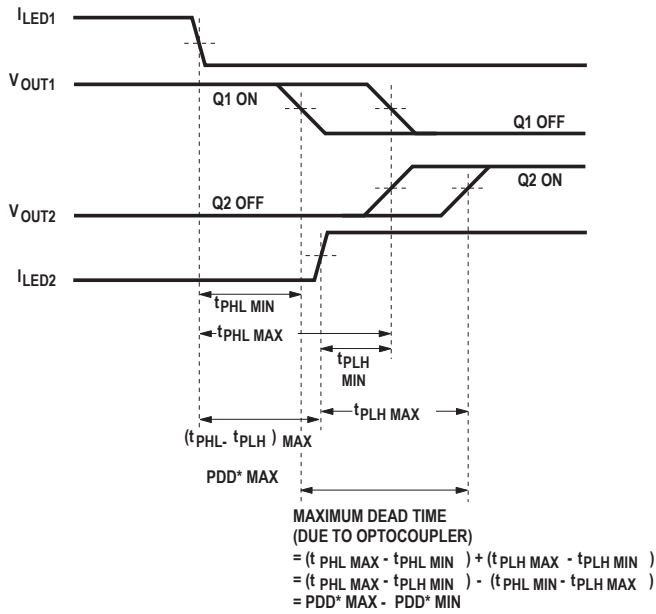 ILED1
VOUT1
Q1 ON
Q1 OFF
Q2 ON
Q2 OFF
VOUT2
ILED2
tPHL MIN
tPHL MAX
tPLH
MIN
tPLH MAX
(tPHL- tPLH ) MAX
PDD* MAX
MAXIMUM DEAD TIME
(DUE TO OPTOCOUPLER)
= (t PHL MAX - tPHL MIN ) + (tPLH MAX - tPLH MIN )
= (t PHL MAX - tPLH MIN ) - (tPHL MIN - tPLH MAX )
= PDD* MAX - PDD* MIN